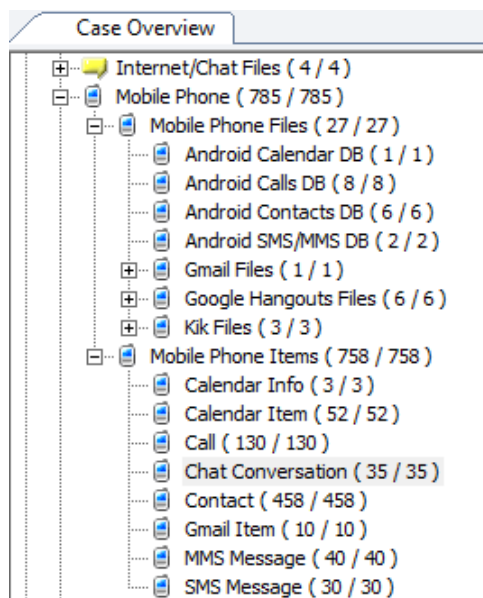 Case Overview
Internet/Chat Files ( 4 / 4 )
Mobile Phone ( 785 / 785 )
Mobile Phone Files ( 27 / 27 )
Android Calendar DB ( 1 / 1 )
Android Calls DB ( 8 / 8 )
Android Contacts DB ( 6 / 6 )
Android SMS/MMS DB ( 2 / 2 )
Gmail Files ( 1 / 1 )
Google Hangouts Files ( 6 / 6 )
Kik Files ( 3 / 3 )
Mobile Phone Items ( 758 / 758 )
Calendar Info ( 3 / 3 )
Calendar Item ( 52 / 52 )
Call ( 130 / 130 )
Chat Conversation ( 35 / 35 )
Contact ( 458 / 458 )
Gmail Item ( 10 / 10 )
MMS Message ( 40 / 40 )
SMS Message ( 30 / 30 )